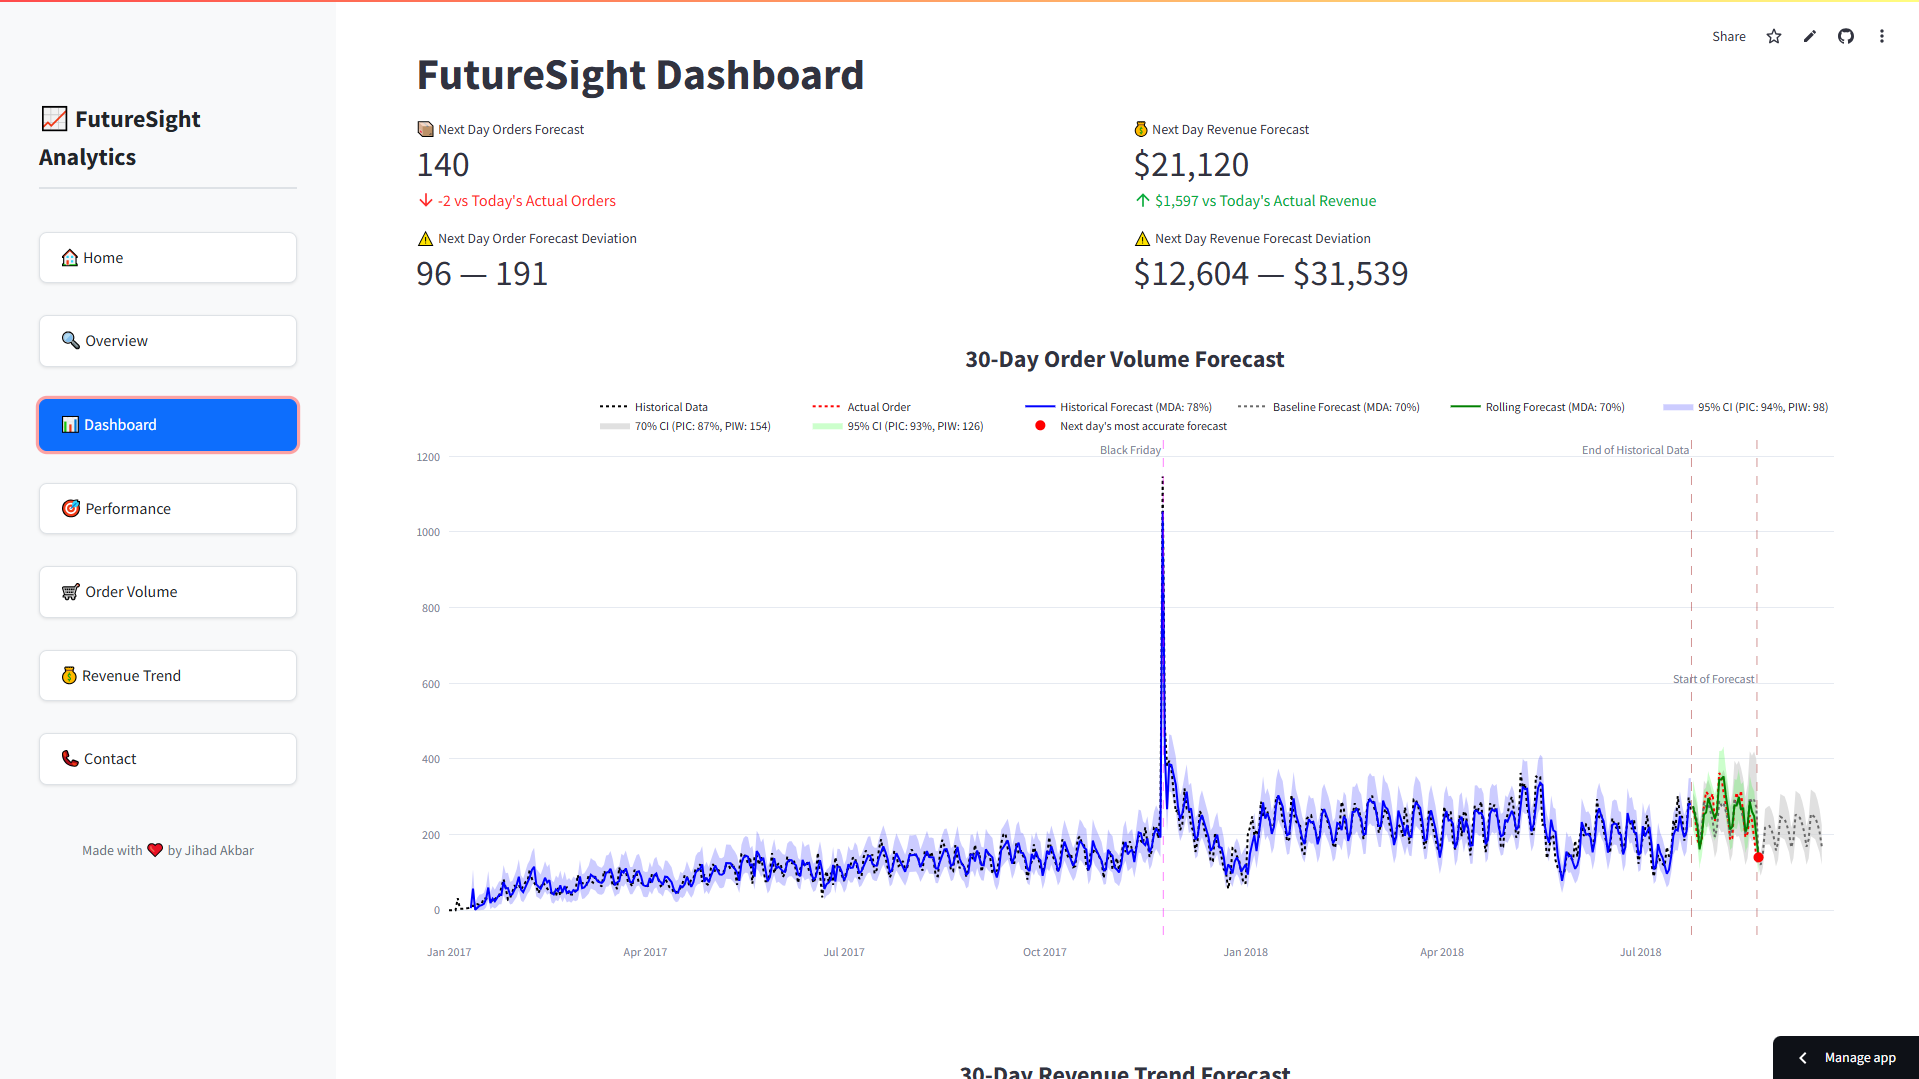 Share
📈 FutureSight
Analytics
🏠 Home
🔍 Overview
📊 Dashboard
🎯 Performance
🛒 Order Volume
💰 Revenue Trend
📞 Contact
Made with ❤️ by Jihad Akbar
FutureSight Dashboard
📦 Next Day Orders Forecast
140
↓ -2 vs Today's Actual Orders
⚠️ Next Day Order Forecast Deviation
96 — 191
💰 Next Day Revenue Forecast
$21,120
↑ $1,597 vs Today's Actual Revenue
⚠️ Next Day Revenue Forecast Deviation
$12,604 — $31,539
30-Day Order Volume Forecast
Historical Data
Actual Order
Historical Forecast (MDA: 78%)
Baseline Forecast (MDA: 70%)
Rolling Forecast (MDA: 70%)
95% CI (PIC: 94%, PIW: 98)
70% CI (PIC: 87%, PIW: 154)
95% CI (PIC: 93%, PIW: 126)
Next day's most accurate forecast
Black Friday
End of Historical Data
Start of Forecast
1200
1000
800
600
400
200
0
Jan 2017
Apr 2017
Jul 2017
Oct 2017
Jan 2018
Apr 2018
Jul 2018
30-Day Revenue Trend Forecast
Manage app